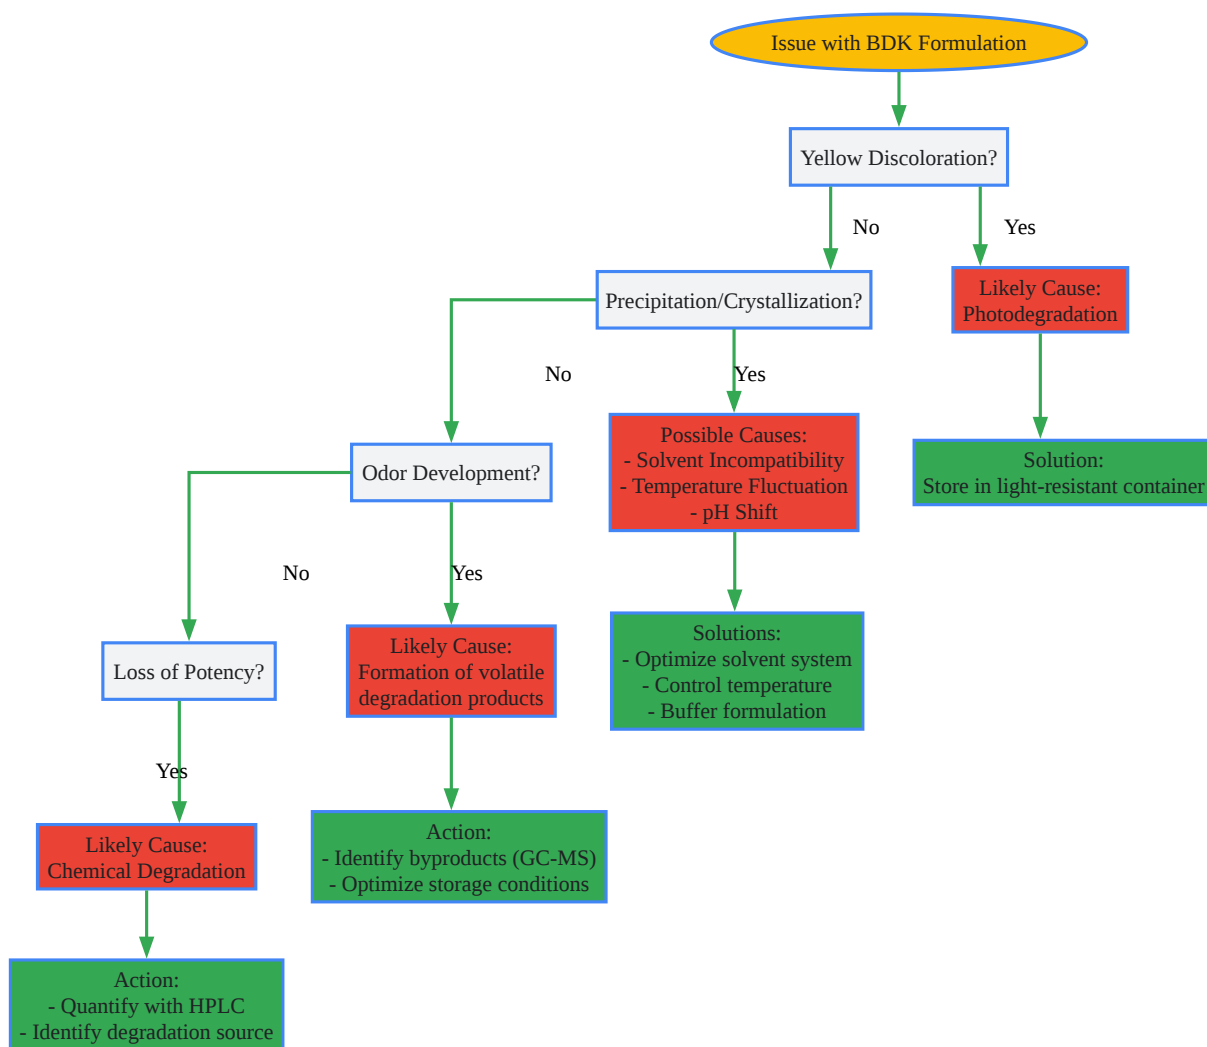 Issue with BDK Formulation
Yellow Discoloration?
No
Yes
Precipitation/Crystallization?
Likely Cause:
Photodegradation
No
Yes
Possible Causes:
- Solvent Incompatibility
- Temperature Fluctuation
- pH Shift
Solution:
Store in light-resistant container
Odor Development?
No
Yes
Solutions:
- Optimize solvent system
- Control temperature
- Buffer formulation
Likely Cause:
Formation of volatile
degradation products
Loss of Potency?
Yes
Action:
- Identify byproducts (GC-MS)
- Optimize storage conditions
Likely Cause:
Chemical Degradation
Action:
- Quantify with HPLC
- Identify degradation source